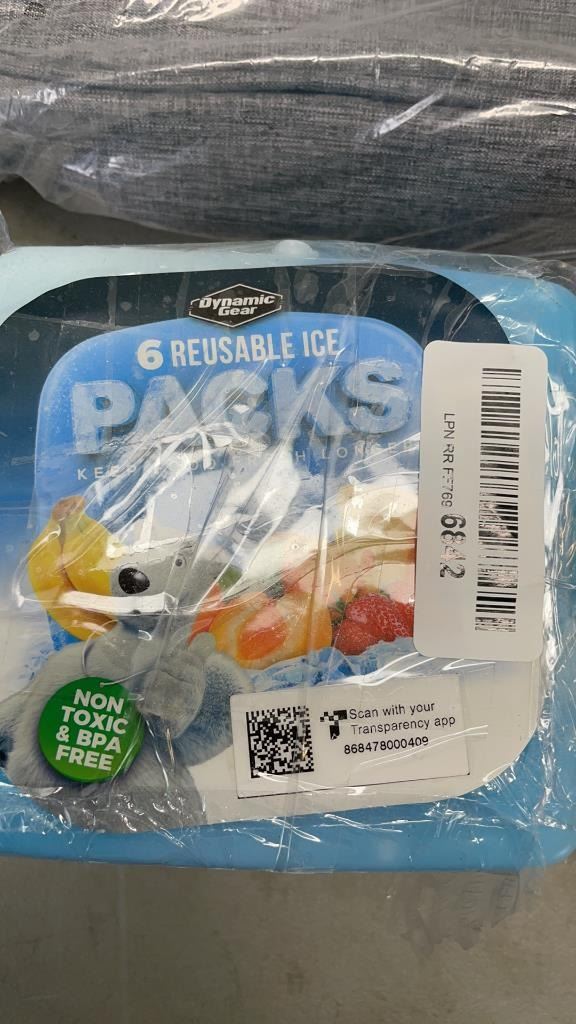 Dynamic
Gear
6 REUSABLE ICE
PACKS
KEEP
NON
TOXIC
& BPA
FREE
LPN RR
6842
Scan with your
Transparency app
868478000409